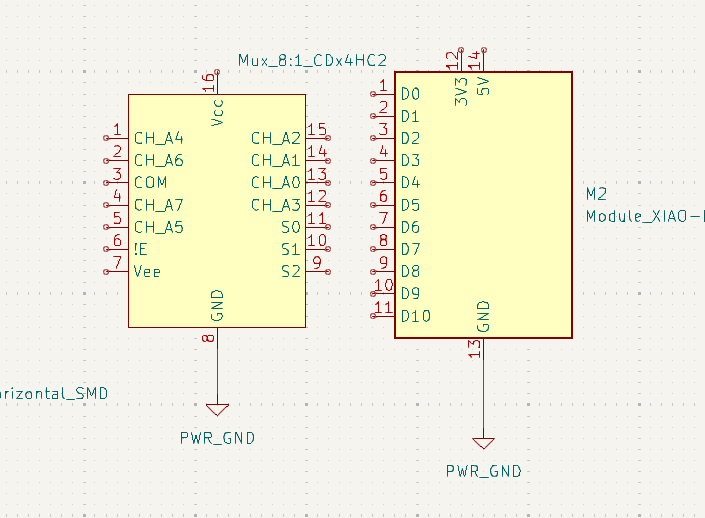 Mux_8:1_CDx4HC2
16
Vcc
1 CH_A4
2 CH_A6
3 COM
4 CH_A7
5 CH_A5
6 !E
7 Vee
CH_A2 15
CH_A1 14
CH_A0 13
CH_A3 12
S0 11
S1 10
S2 9
GND
8
PWR_GND
12 14
3V3 5V
1 D0
2 D1
3 D2
4 D3
5 D4
6 D5
7 D6
8 D7
9 D8
10 D9
11 D10
GND
13
PWR_GND
M2
Module_XIAO-
orizontal_SMD